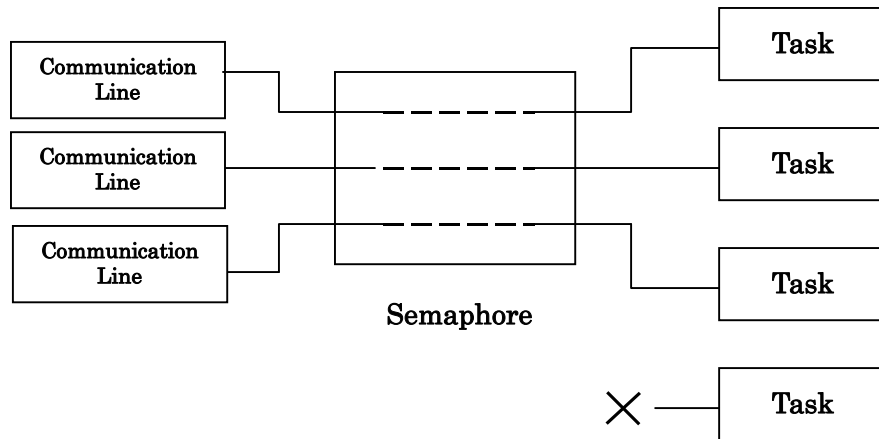 Communication
Line
Communication
Line
Communication
Line
Semaphore
Task
Task
Task
Task